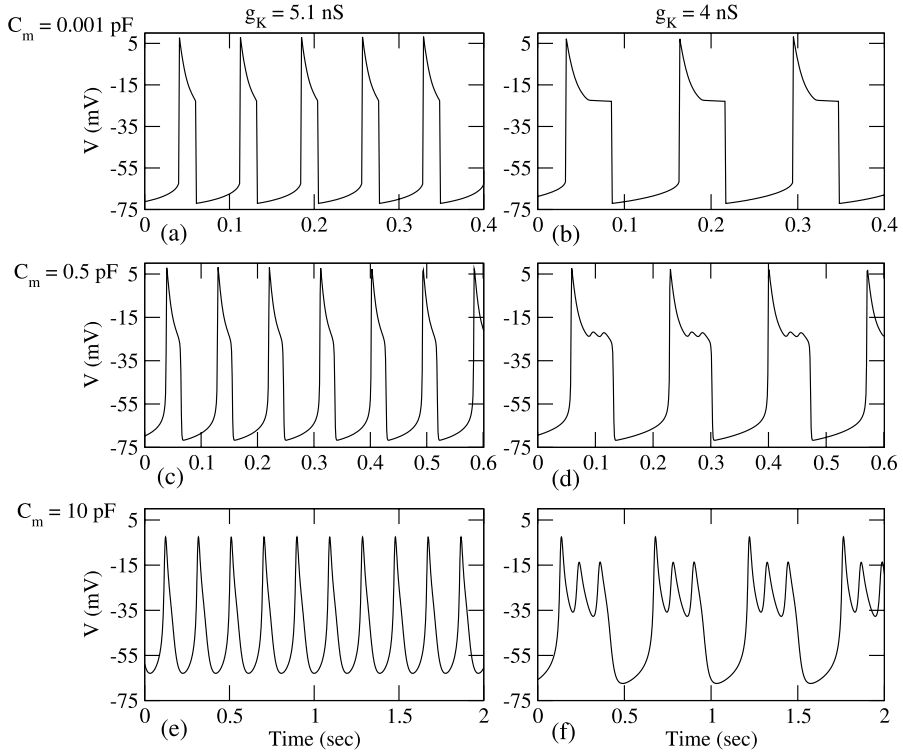 g_K = 5.1 nS g_K = 4 nS
C_m = 0.001 pF
5 5
-15 -15
V (mV)
-35 -35
-55 -55
-75 -75
0 0.1 0.2 0.3 0.4 0 0.1 0.2 0.3 0.4
(a) (b)
C_m = 0.5 pF
5 5
-15 -15
V (mV)
-35 -35
-55 -55
-75 -75
0 0.1 0.2 0.3 0.4 0.5 0.6 0 0.1 0.2 0.3 0.4 0.5 0.6
(c) (d)
C_m = 10 pF
5 5
-15 -15
V (mV)
-35 -35
-55 -55
-75 -75
0 0.5 1 1.5 2 0 0.5 1 1.5 2
(e) Time (sec) (f) Time (sec)